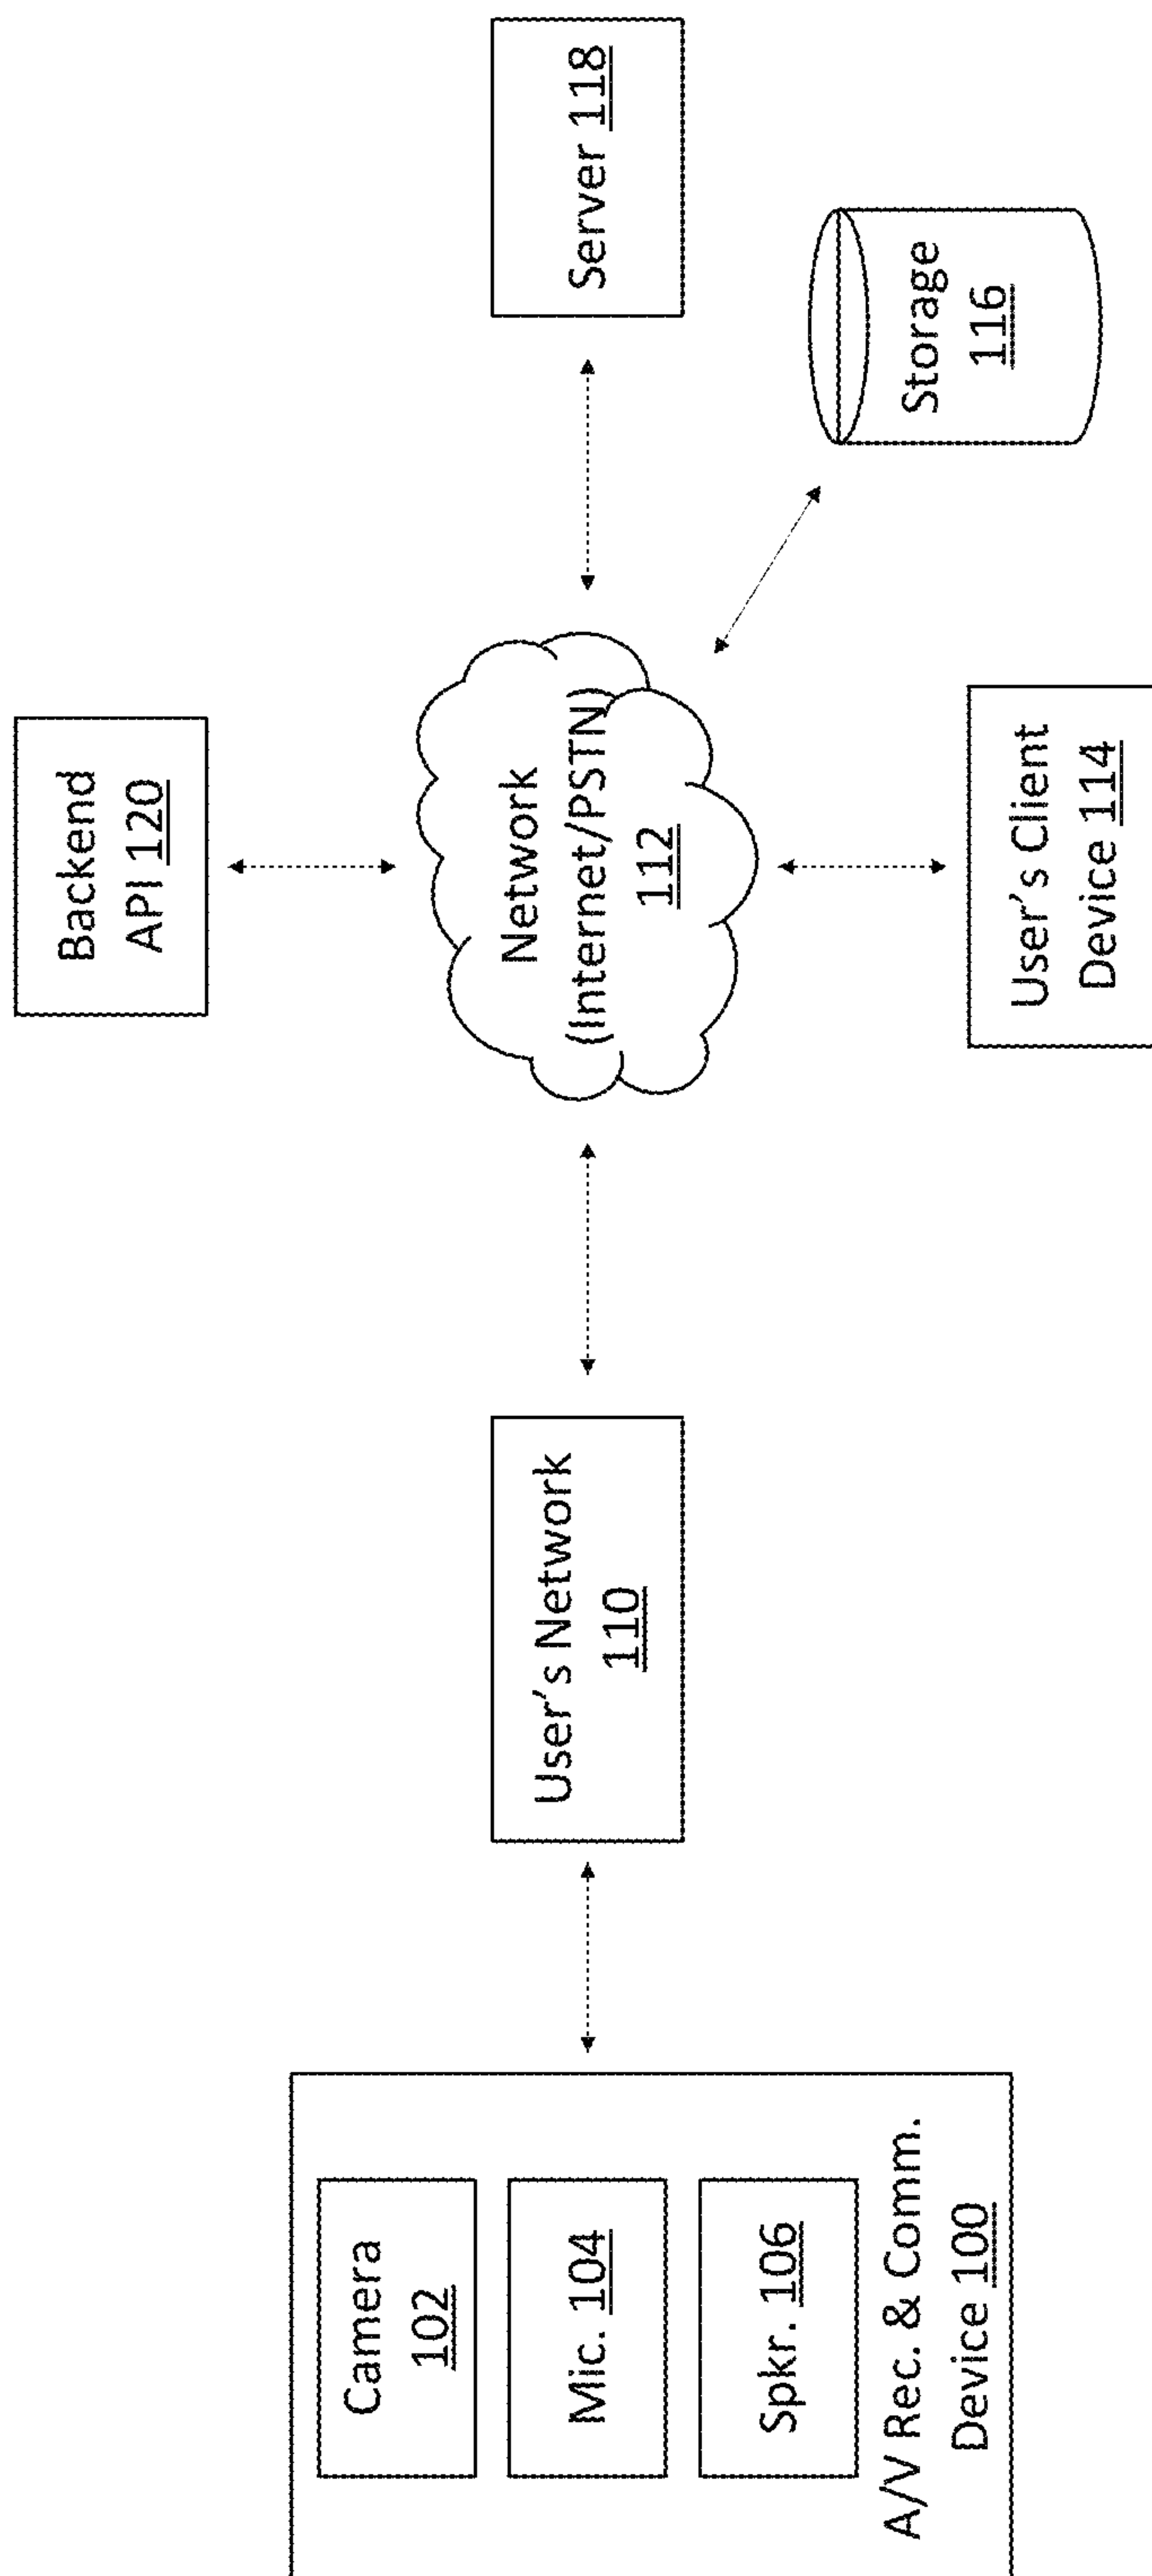 Camera
102
Mic. 104
Spkr. 106
A/V Rec. & Comm.
Device 100
User’s Network
110
Backend
API 120
Network
(Internet/PSTN)
112
User’s Client
Device 114
Server 118
Storage
116